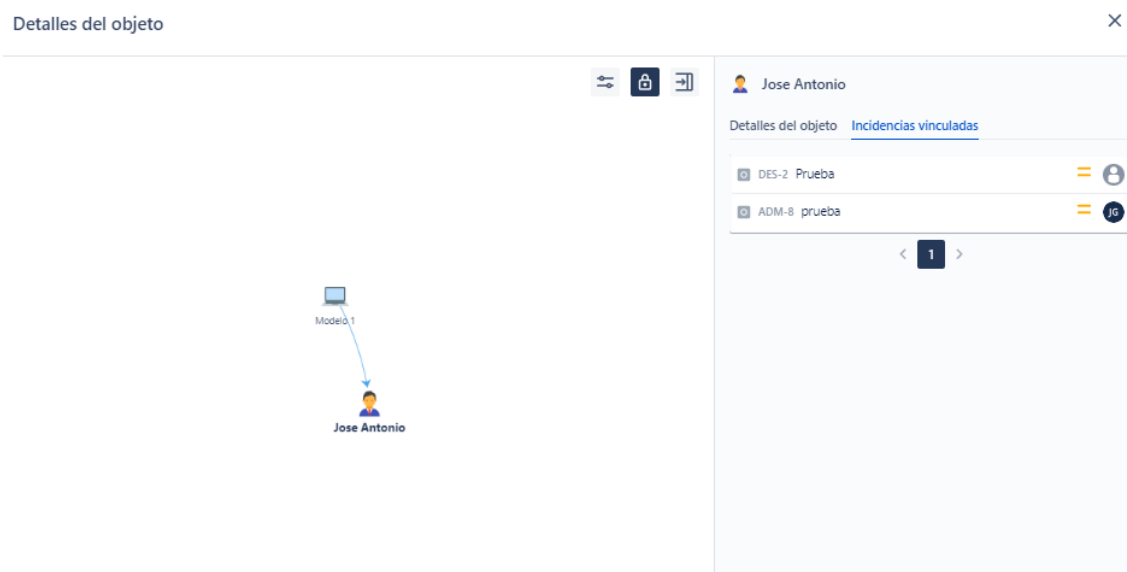 Detalles del objeto
Modelo 1
Jose Antonio
Jose Antonio
Detalles del objeto Incidencias vinculadas
DES-2 Prueba
ADM-8 prueba JG
1